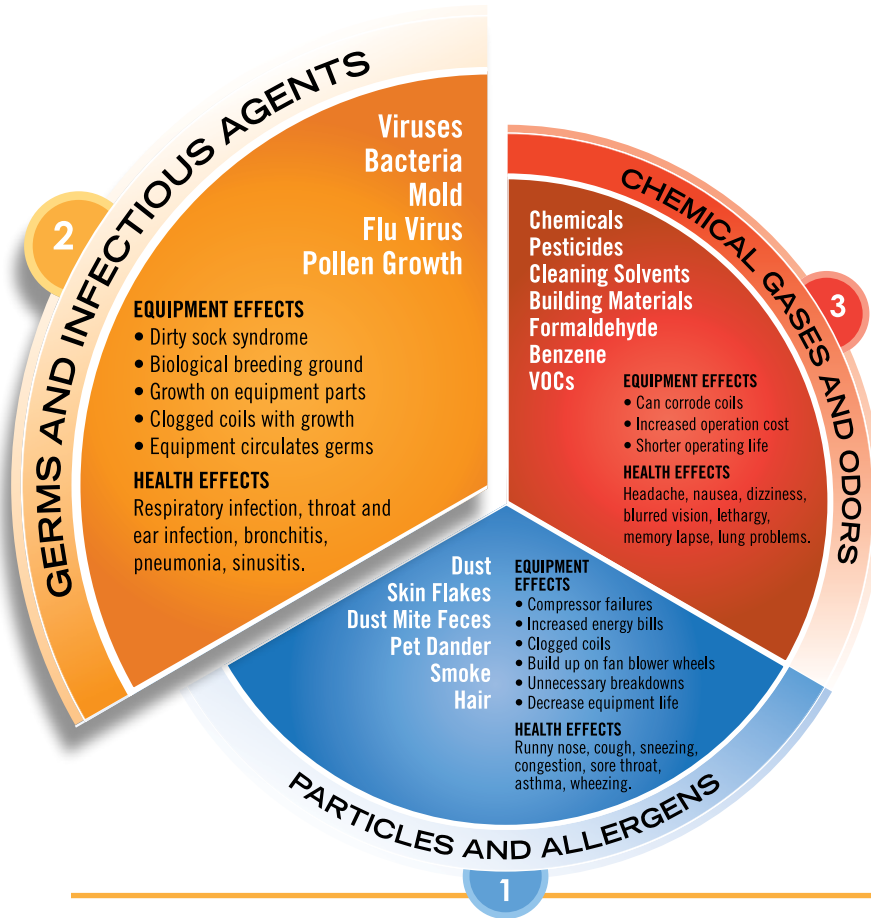 GERMS AND INFECTIOUS AGENTS
2
Viruses
Bacteria
Mold
Flu Virus
Pollen Growth
EQUIPMENT EFFECTS
• Dirty sock syndrome
• Biological breeding ground
• Growth on equipment parts
• Clogged coils with growth
• Equipment circulates germs
HEALTH EFFECTS
Respiratory infection, throat and
ear infection, bronchitis,
pneumonia, sinusitis.
CHEMICAL GASES AND ODORS
3
Chemicals
Pesticides
Cleaning Solvents
Building Materials
Formaldehyde
Benzene
VOCs
EQUIPMENT EFFECTS
• Can corrode coils
• Increased operation cost
• Shorter operating life
HEALTH EFFECTS
Headache, nausea, dizziness,
blurred vision, lethargy,
memory lapse, lung problems.
Dust
Skin Flakes
Dust Mite Feces
Pet Dander
Smoke
Hair
EQUIPMENT
EFFECTS
• Compressor failures
• Increased energy bills
• Clogged coils
• Build up on fan blower wheels
• Unnecessary breakdowns
• Decrease equipment life
HEALTH EFFECTS
Runny nose, cough, sneezing,
congestion, sore throat,
asthma, wheezing.
PARTICLES AND ALLERGENS
1